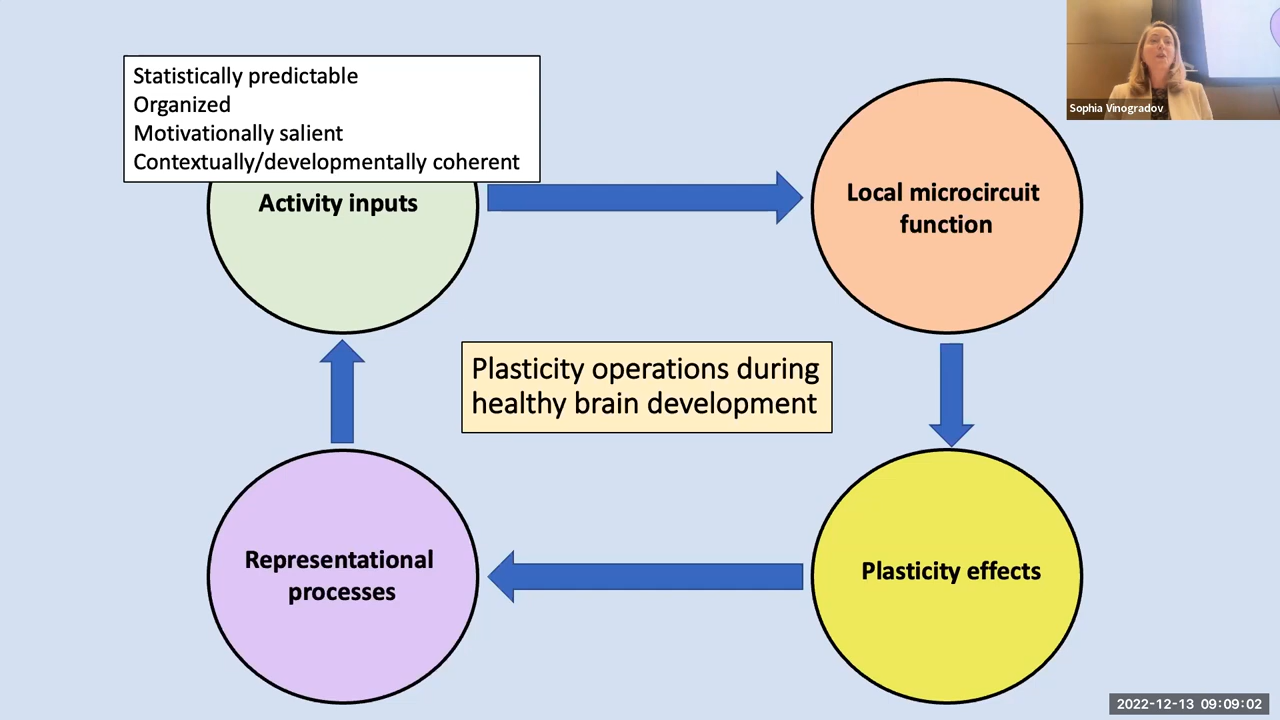 Statistically predictable
Organized
Motivationally salient
Contextually/developmentally coherent
Activity inputs
Local microcircuit
function
Sophia Vinogradov
Plasticity operations during
healthy brain development
Representational
processes
Plasticity effects
2022-12-13 09:09:02